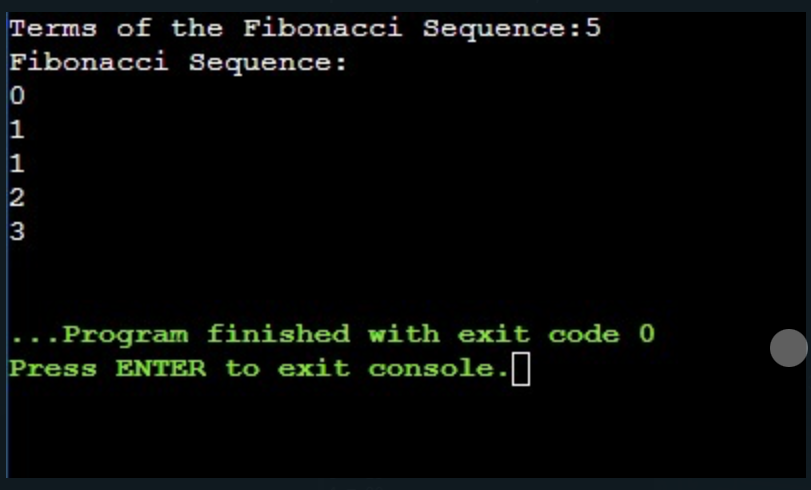 Terms of the Fibonacci Sequence:5
Fibonacci Sequence:
0
1
1
2
3
...Program finished with exit code 0
Press ENTER to exit console.